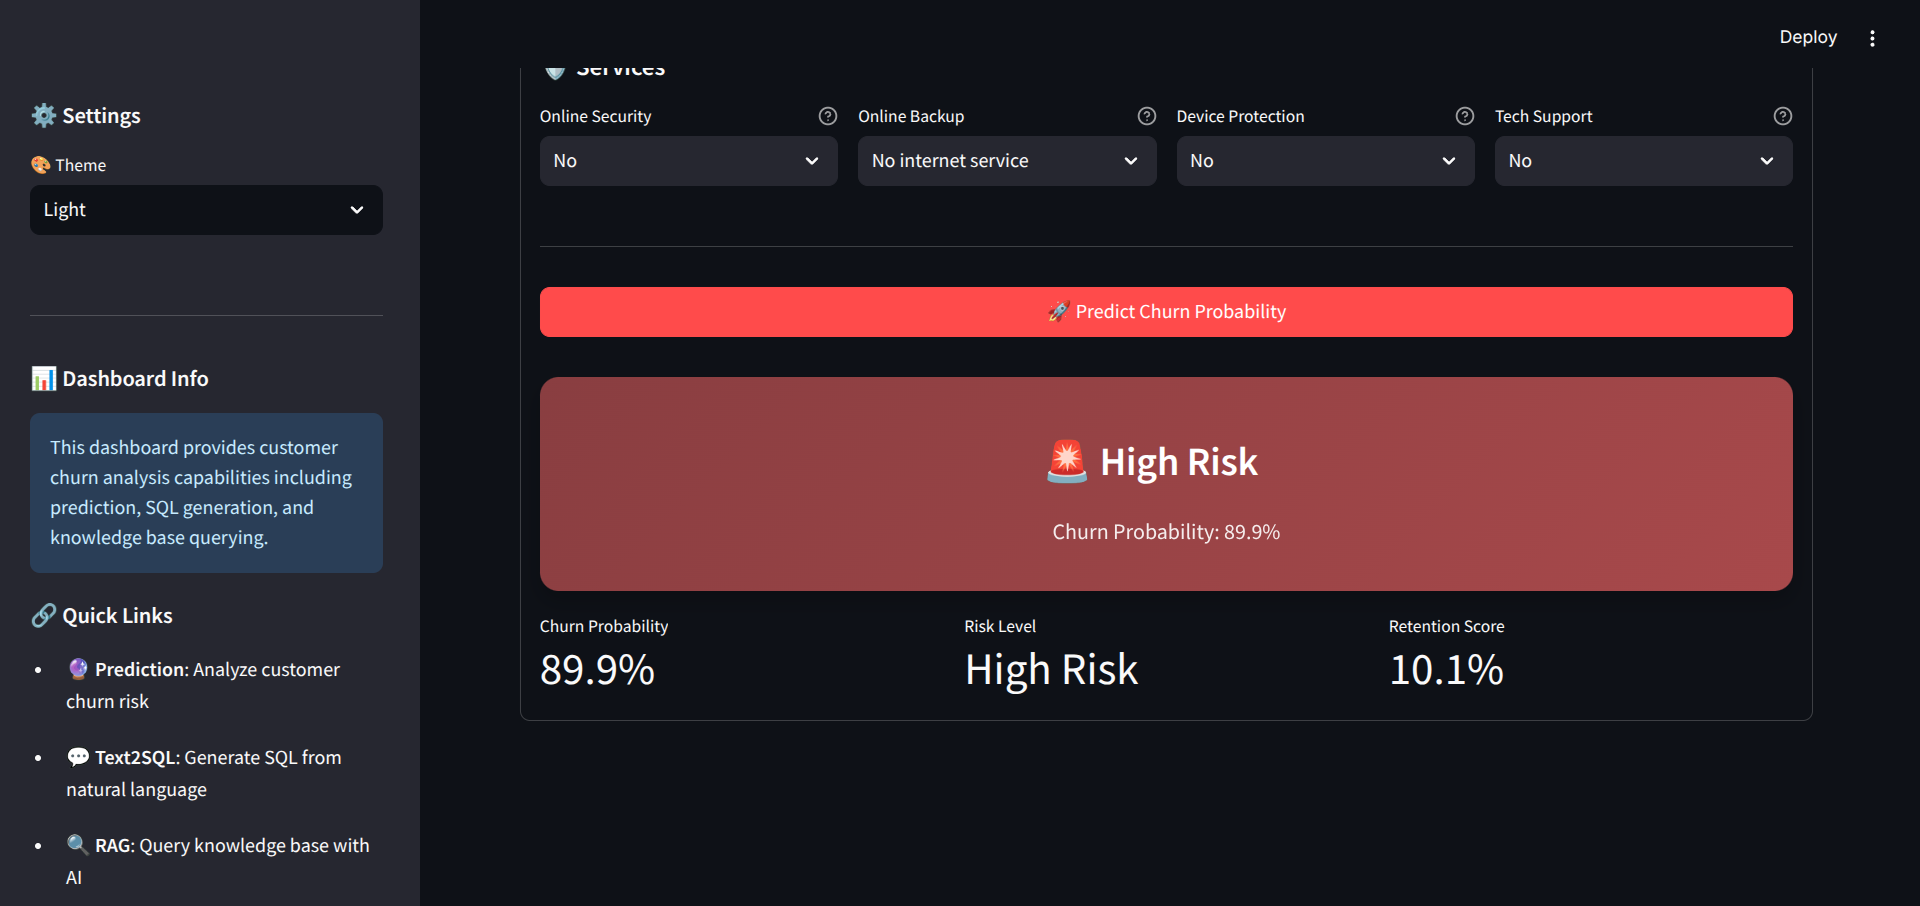 Deploy
Settings
Theme
Light
Dashboard Info
This dashboard provides customer
churn analysis capabilities including
prediction, SQL generation, and
knowledge base querying.
Quick Links
Prediction: Analyze customer
churn risk
Text2SQL: Generate SQL from
natural language
RAG: Query knowledge base with
AI
Services
Online Security
Online Backup
Device Protection
Tech Support
No
No internet service
No
No
Predict Churn Probability
High Risk
Churn Probability: 89.9%
Churn Probability
Risk Level
Retention Score
89.9%
High Risk
10.1%